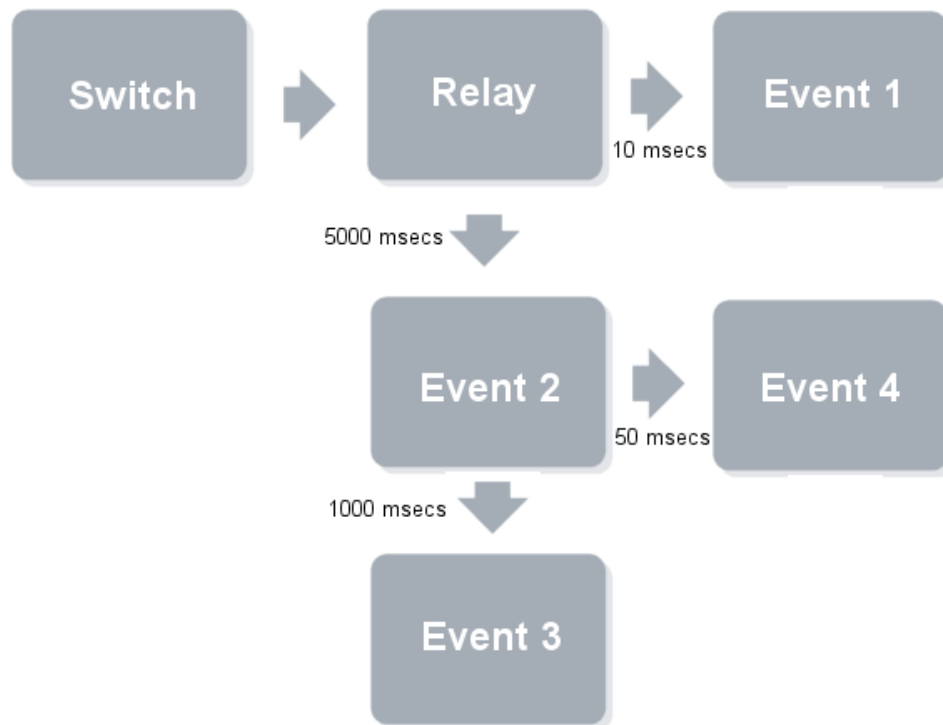 Switch
Relay
Event 1
10 msecs
5000 msecs
Event 2
Event 4
50 msecs
1000 msecs
Event 3